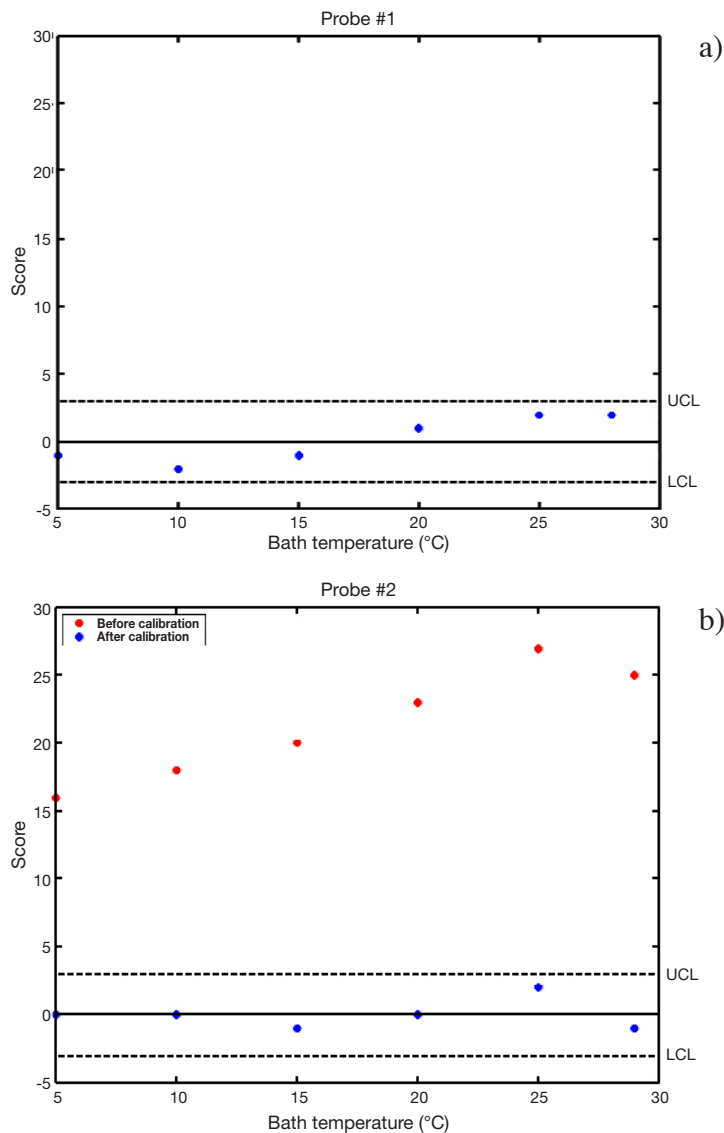 Probe #1
a)
30
25
20
15
10
5
0
-5
Score
UCL
LCL
5 10 15 20 25 30
Bath temperature (°C)
Probe #2
b)
Before calibration
After calibration
30
25
20
15
10
5
0
-5
Score
UCL
LCL
5 10 15 20 25 30
Bath temperature (°C)